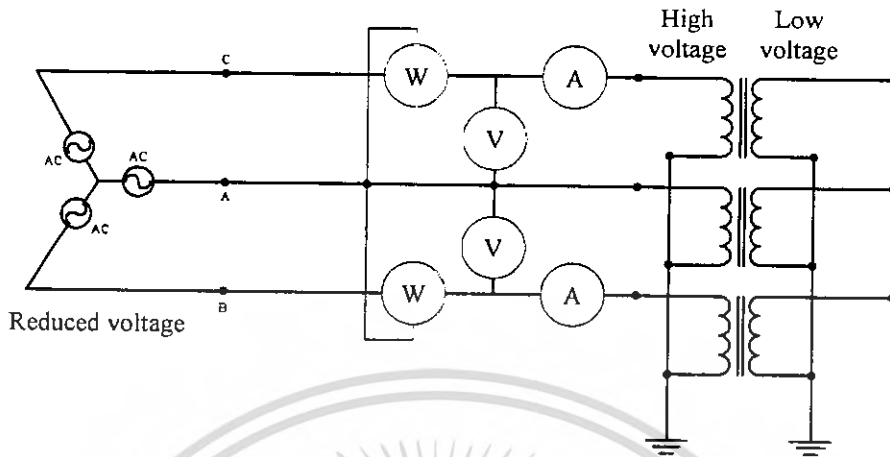 High voltage
Low voltage
C
W
A
V
AC
AC
A
AC
V
W
A
B
Reduced voltage